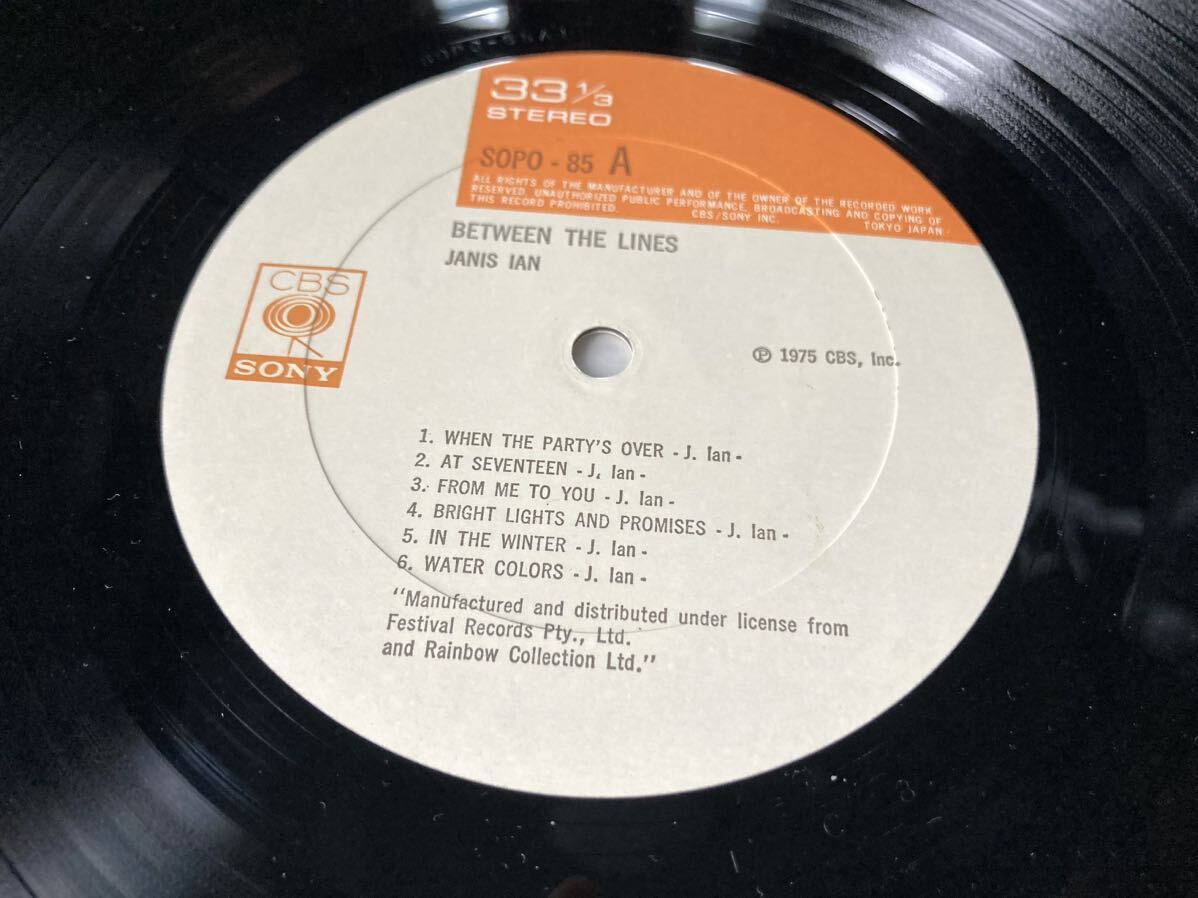 33 1/3
STEREO
SOPO - 85 A
ALL RIGHTS OF THE MANUFACTURER AND OF THE OWNER OF THE RECORDED WORK
RESERVED. UNAUTHORIZED PUBLIC PERFORMANCE, BROADCASTING AND COPYING OF
THIS RECORD PROHIBITED. CBS/SONY INC. TOKYO JAPAN
BETWEEN THE LINES
JANIS IAN
CBS
SONY
℗ 1975 CBS, Inc.
1. WHEN THE PARTY'S OVER - J. Ian -
2. AT SEVENTEEN - J. Ian -
3. FROM ME TO YOU - J. Ian -
4. BRIGHT LIGHTS AND PROMISES - J. Ian -
5. IN THE WINTER - J. Ian -
6. WATER COLORS - J. Ian -
"Manufactured and distributed under license from
Festival Records Pty., Ltd.
and Rainbow Collection Ltd."